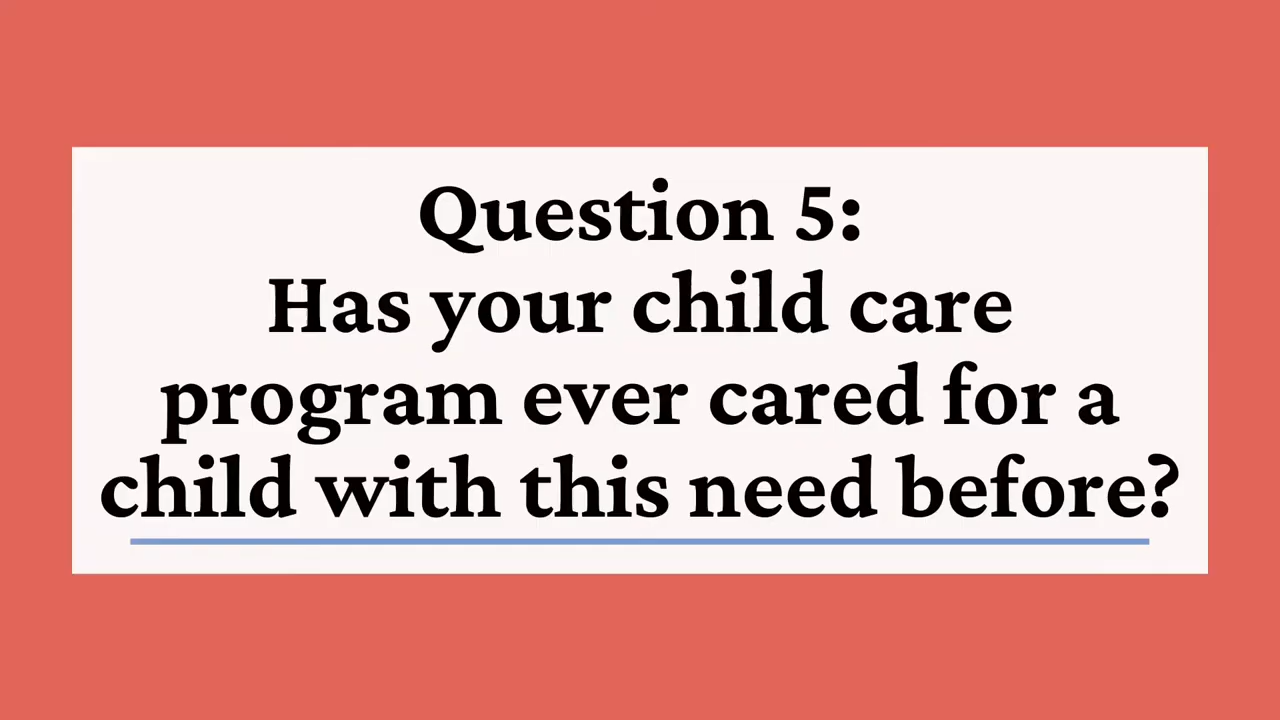 Question 5:
Has your child care
program ever cared for a
child with this need before?